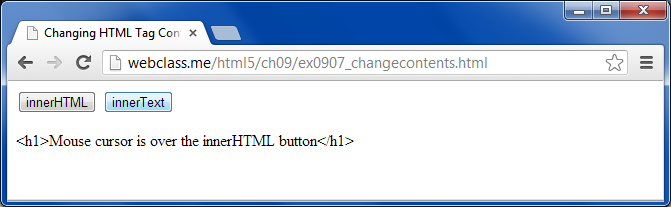 Changing HTML Tag Con
webclass.me/html5/ch09/ex0907_changecontents.html
innerHTML innerText
<h1>Mouse cursor is over the innerHTML button</h1>